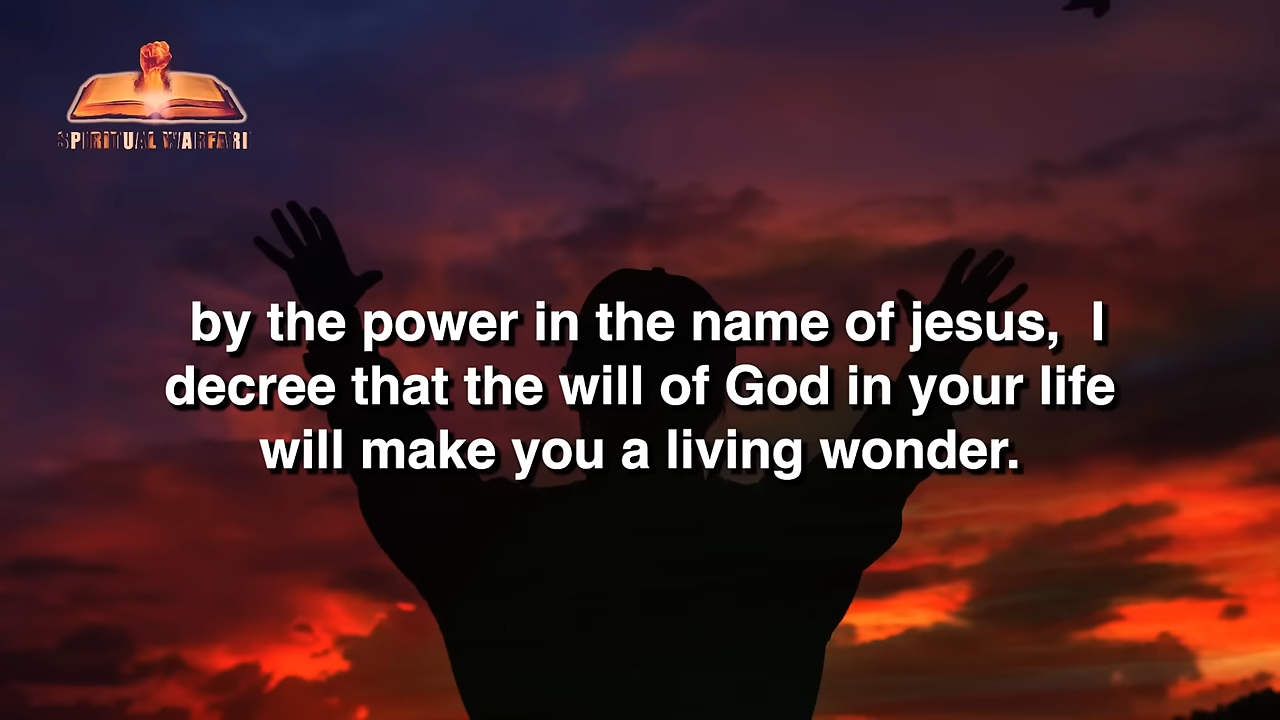 SPIRITUAL WARFARE
by the power in the name of jesus,  I
decree that the will of God in your life
will make you a living wonder.